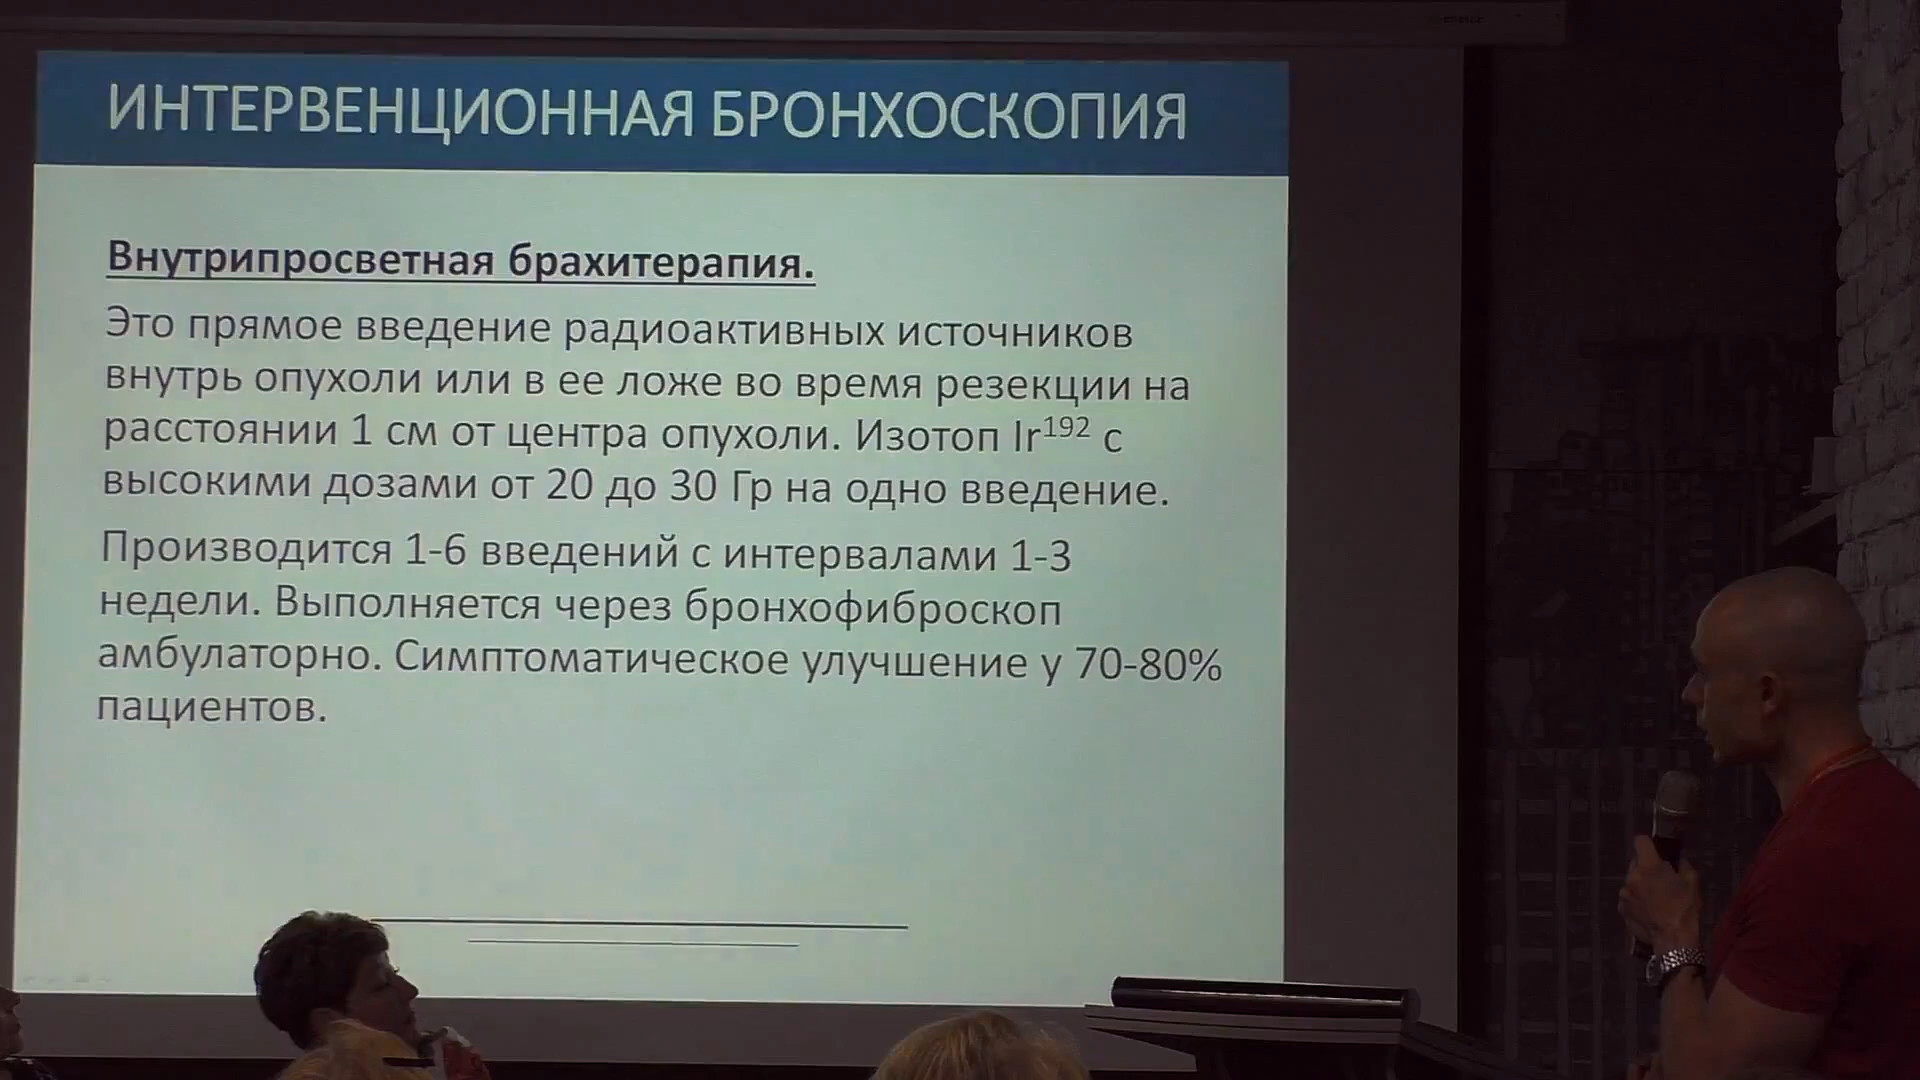 ИНТЕРВЕНЦИОННАЯ БРОНХОСКОПИЯ
Внутрипросветная брахитерапия.
Это прямое введение радиоактивных источников
внутрь опухоли или в ее ложе во время резекции на
расстоянии 1 см от центра опухоли. Изотоп Ir¹⁹² с
высокими дозами от 20 до 30 Гр на одно введение.
Производится 1-6 введений с интервалами 1-3
недели. Выполняется через бронхофиброскоп
амбулаторно. Симптоматическое улучшение у 70-80%
пациентов.